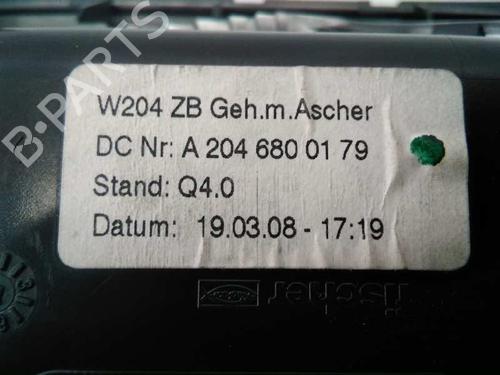 B-PARTS
W204 ZB Geh.m.Ascher
DC Nr: A 204 680 01 79
Stand: Q4.0
Datum: 19.03.08 - 17:19
fischer